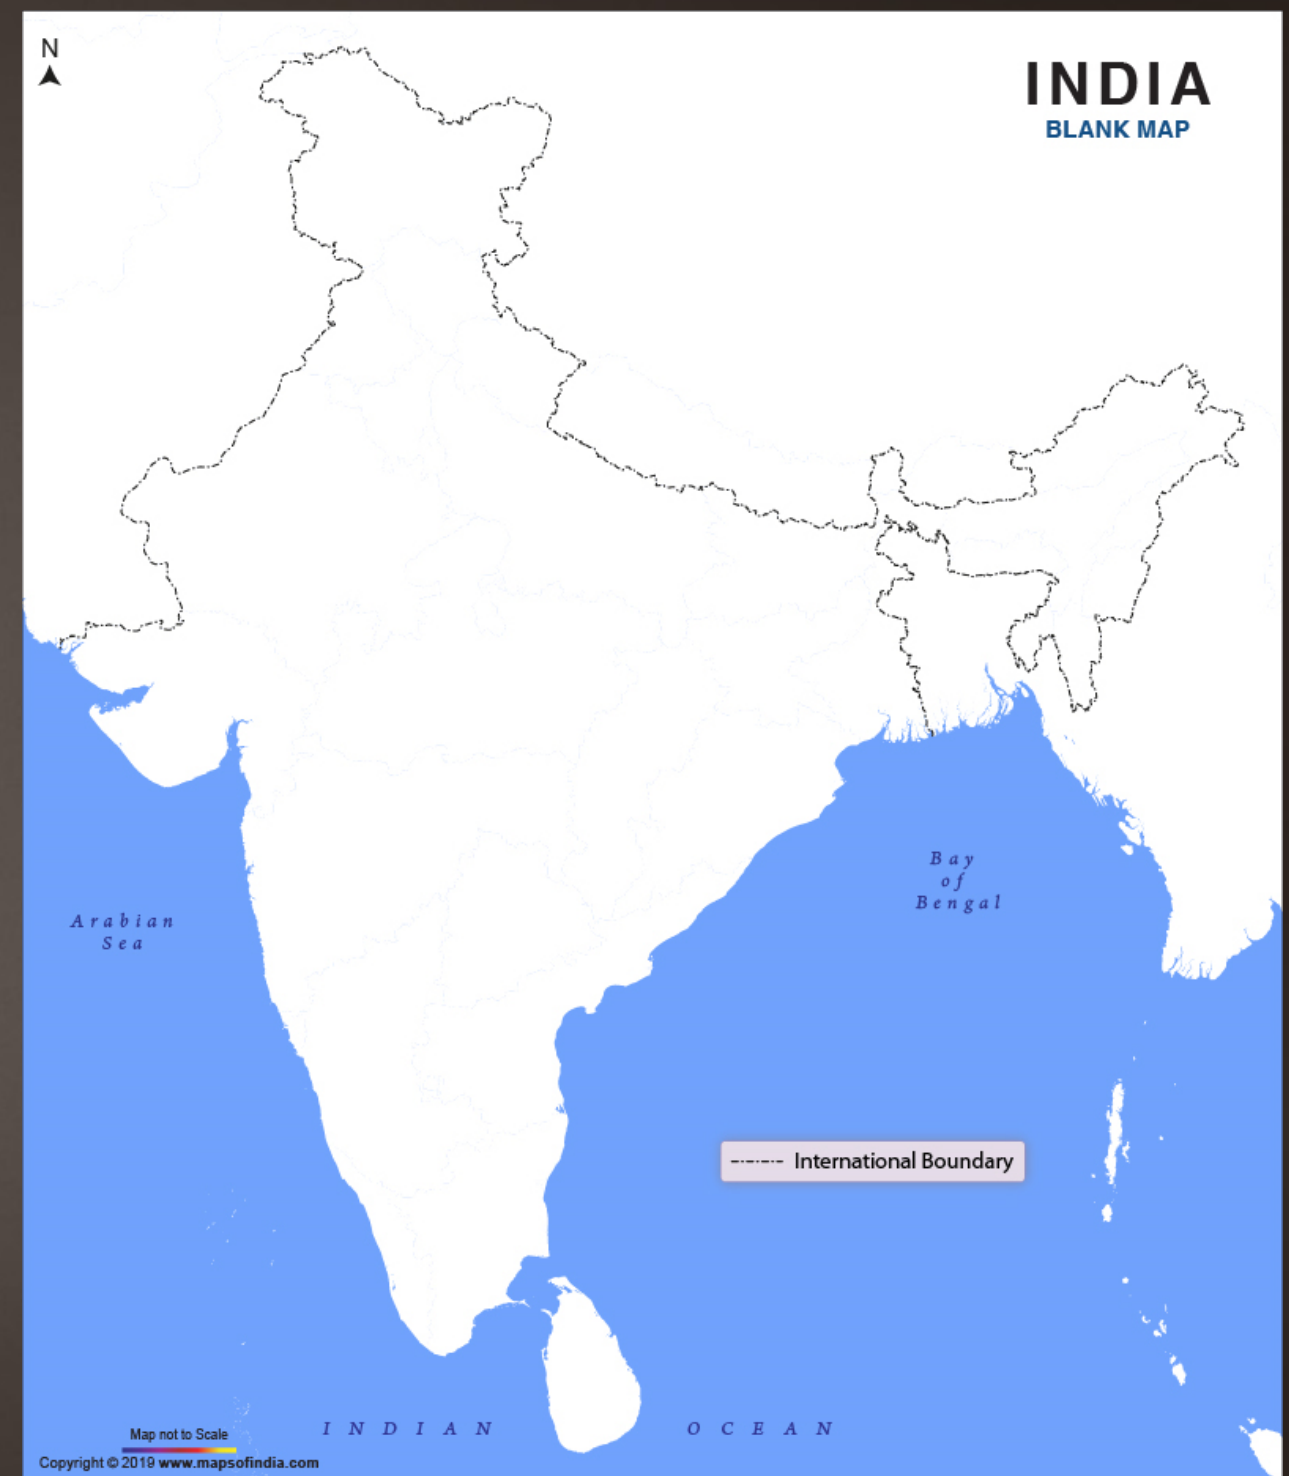 N
INDIA
BLANK MAP
Bay
of
Bengal
Arabian
Sea
International Boundary
INDIAN OCEAN
Map not to Scale
Copyright © 2019 www.mapsofindia.com